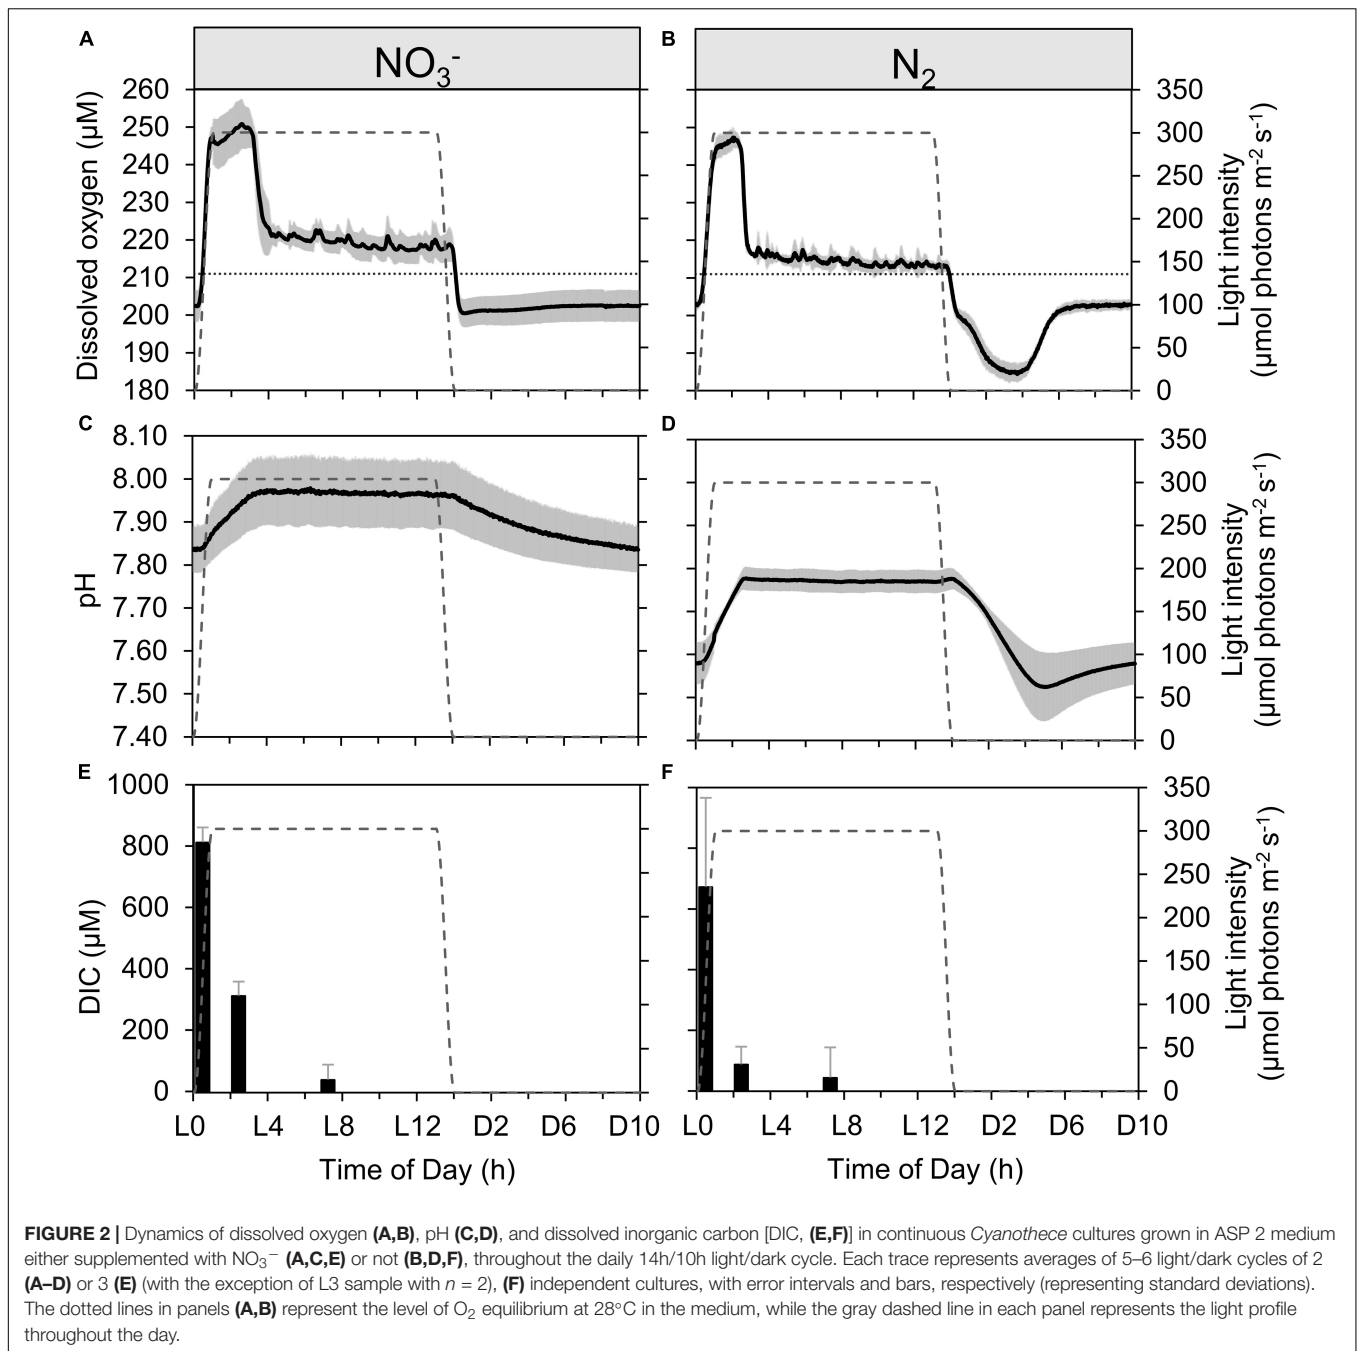 A
B
NO3-
N2
260
250
240
230
220
210
200
190
180
Dissolved oxygen (µM)
350
300
250
200
150
100
50
0
Light intensity
(µmol photons m-2 s-1)
C
D
8.10
8.00
7.90
7.80
7.70
7.60
7.50
7.40
pH
350
300
250
200
150
100
50
0
Light intensity
(µmol photons m-2 s-1)
E
F
1000
800
600
400
200
0
DIC (µM)
350
300
250
200
150
100
50
0
Light intensity
(µmol photons m-2 s-1)
L0 L4 L8 L12 D2 D6 D10
L0 L4 L8 L12 D2 D6 D10
Time of Day (h)
Time of Day (h)
FIGURE 2 | Dynamics of dissolved oxygen (A,B), pH (C,D), and dissolved inorganic carbon [DIC, (E,F)] in continuous Cyanothece cultures grown in ASP 2 medium
either supplemented with NO3− (A,C,E) or not (B,D,F), throughout the daily 14h/10h light/dark cycle. Each trace represents averages of 5–6 light/dark cycles of 2
(A–D) or 3 (E) (with the exception of L3 sample with n = 2), (F) independent cultures, with error intervals and bars, respectively (representing standard deviations).
The dotted lines in panels (A,B) represent the level of O2 equilibrium at 28°C in the medium, while the gray dashed line in each panel represents the light profile
throughout the day.